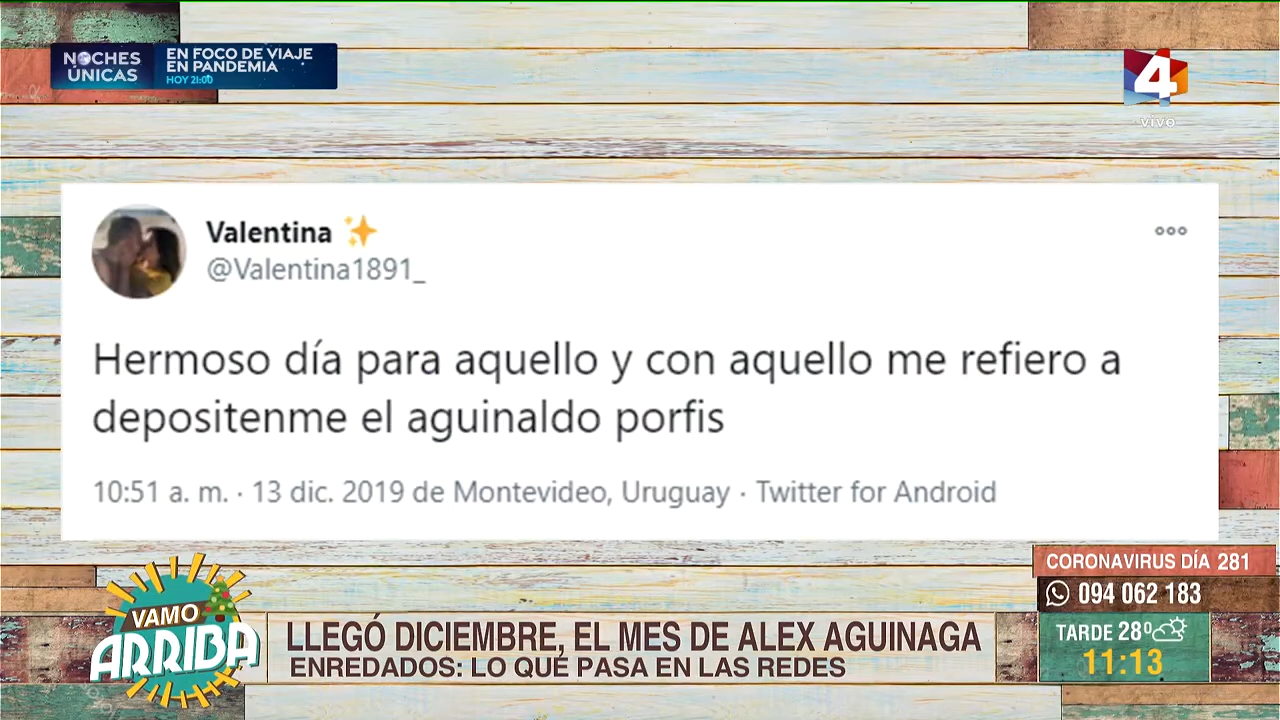 NOCHES
ÚNICAS
EN FOCO DE VIAJE
EN PANDEMIA
HOY 21:00
4
vivo
Valentina
@Valentina1891_
Hermoso día para aquello y con aquello me refiero a
depositenme el aguinaldo porfis
10:51 a. m. · 13 dic. 2019 de Montevideo, Uruguay · Twitter for Android
CORONAVIRUS DÍA 281
094 062 183
TARDE 28º
11:13
VAMO
ARRIBA
LLEGÓ DICIEMBRE, EL MES DE ALEX AGUINAGA
ENREDADOS: LO QUE PASA EN LAS REDES